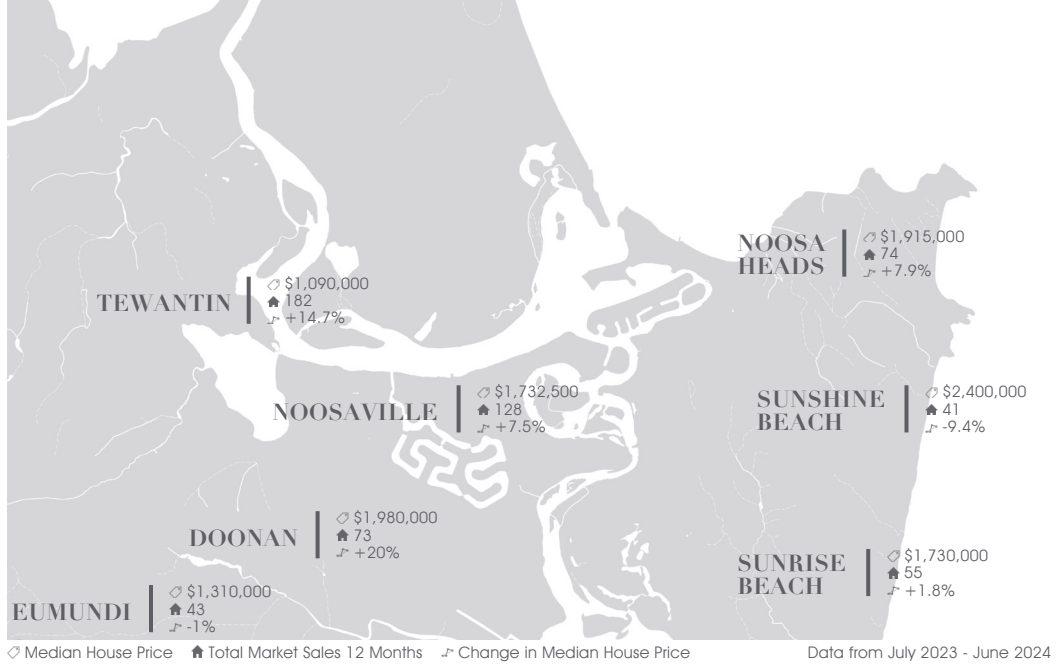 NOOSA
HEADS
$1,915,000
74
+7.9%
TEWANTIN
$1,090,000
182
+14.7%
NOOSAVILLE
$1,732,500
128
+7.5%
SUNSHINE
BEACH
$2,400,000
41
-9.4%
DOONAN
$1,980,000
73
+20%
SUNRISE
BEACH
$1,730,000
55
+1.8%
EUMUNDI
$1,310,000
43
-1%
Median House Price Total Market Sales 12 Months Change in Median House Price Data from July 2023 - June 2024